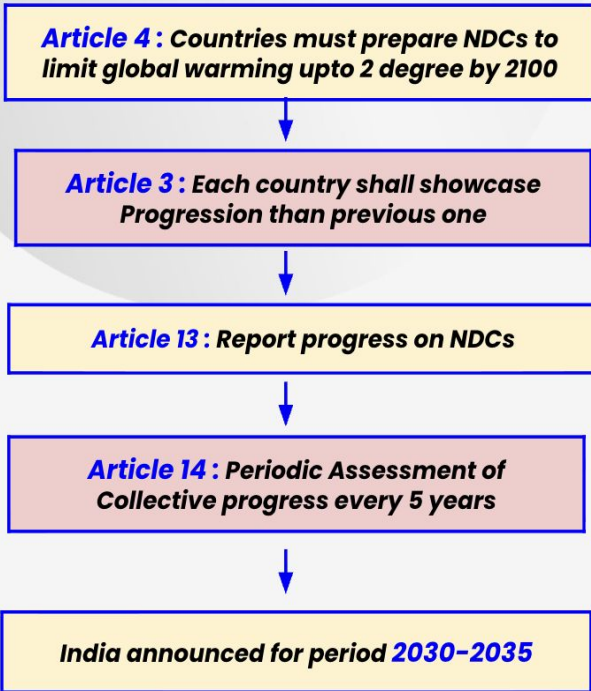 Article 4 : Countries must prepare NDCs to
limit global warming upto 2 degree by 2100
Article 3 : Each country shall showcase
Progression than previous one
Article 13 : Report progress on NDCs
Article 14 : Periodic Assessment of
Collective progress every 5 years
India announced for period 2030-2035